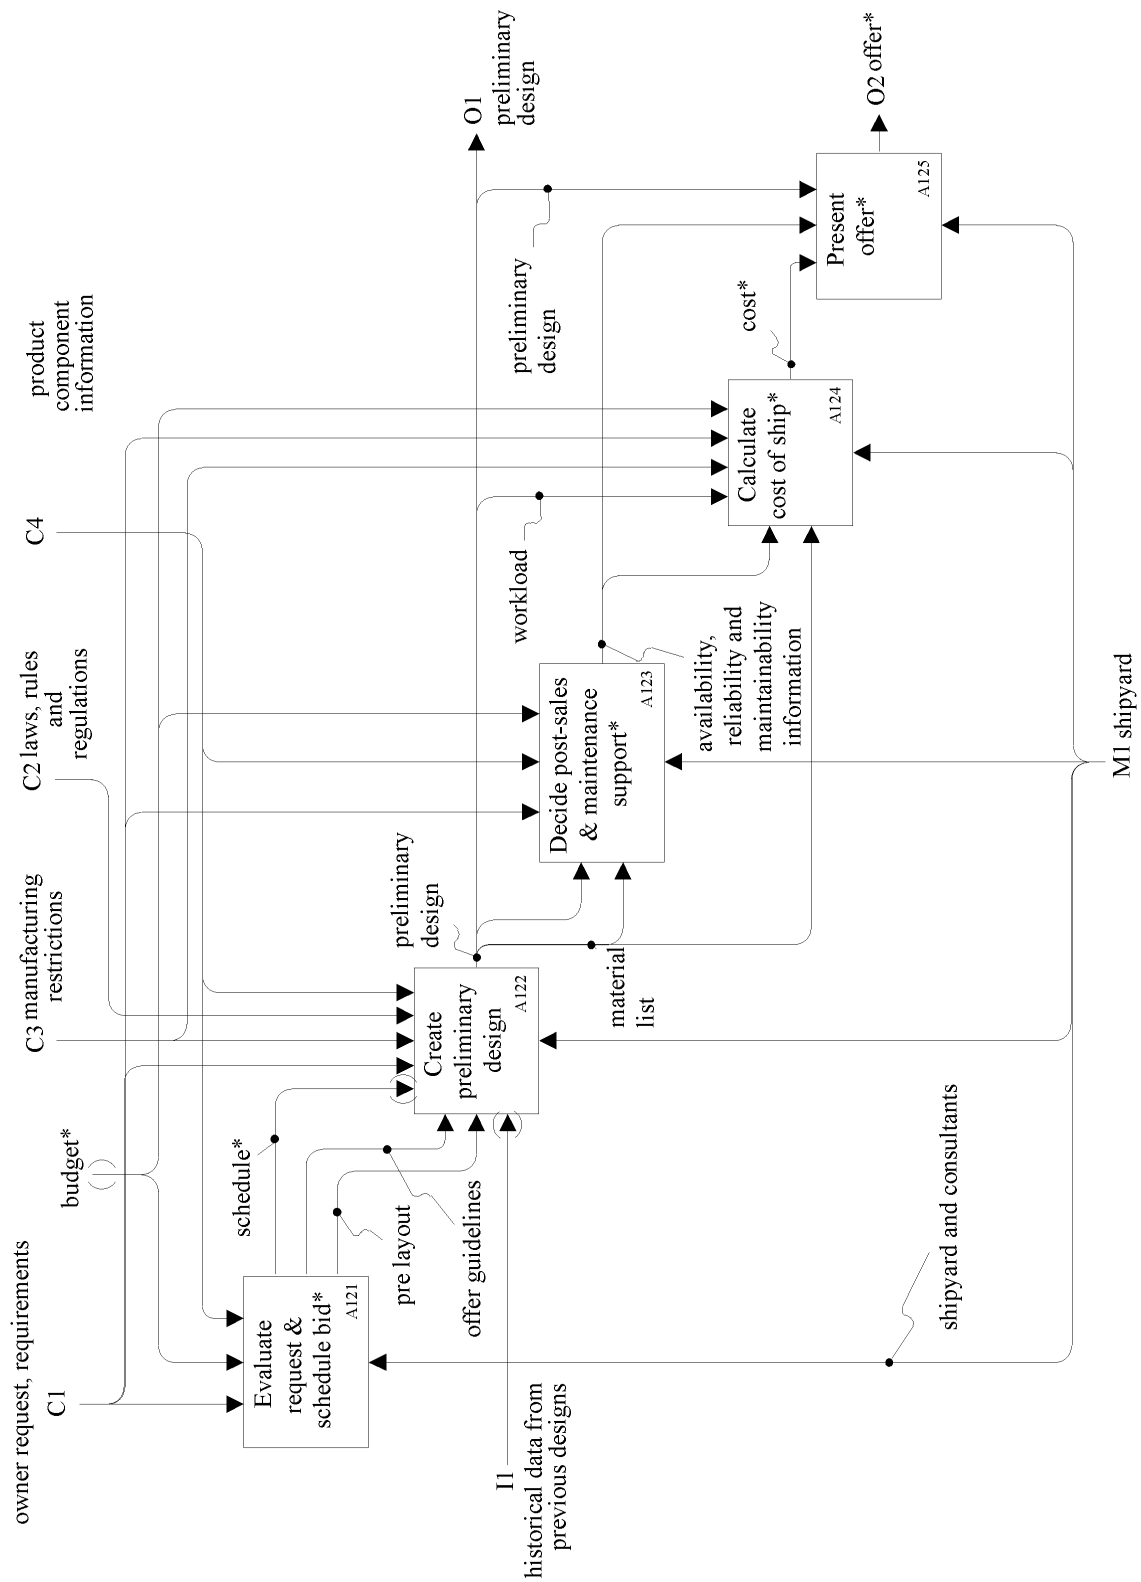 owner request, requirements
C1
budget*
C3 manufacturing
restrictions
C2 laws, rules
and
regulations
C4
product
component
information
Evaluate
request &
schedule bid*
A121
schedule*
pre layout
offer guidelines
I1
historical data from
previous designs
Create
preliminary
design
A122
preliminary
design
material
list
Decide post-sales
& maintenance
support*
A123
availability,
reliability and
maintainability
information
workload
Calculate
cost of ship*
A124
cost*
preliminary
design
Present
offer*
A125
O1
preliminary
design
O2 offer*
shipyard and consultants
M1 shipyard